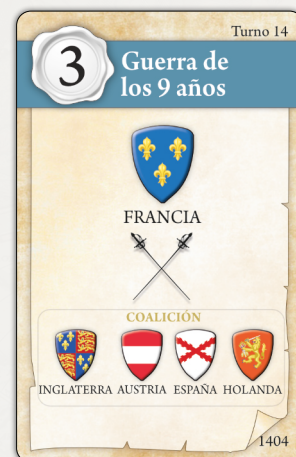 Turno 14
3
Guerra de
los 9 años
FRANCIA
COALICIÓN
INGLATERRA AUSTRIA ESPAÑA HOLANDA
1404